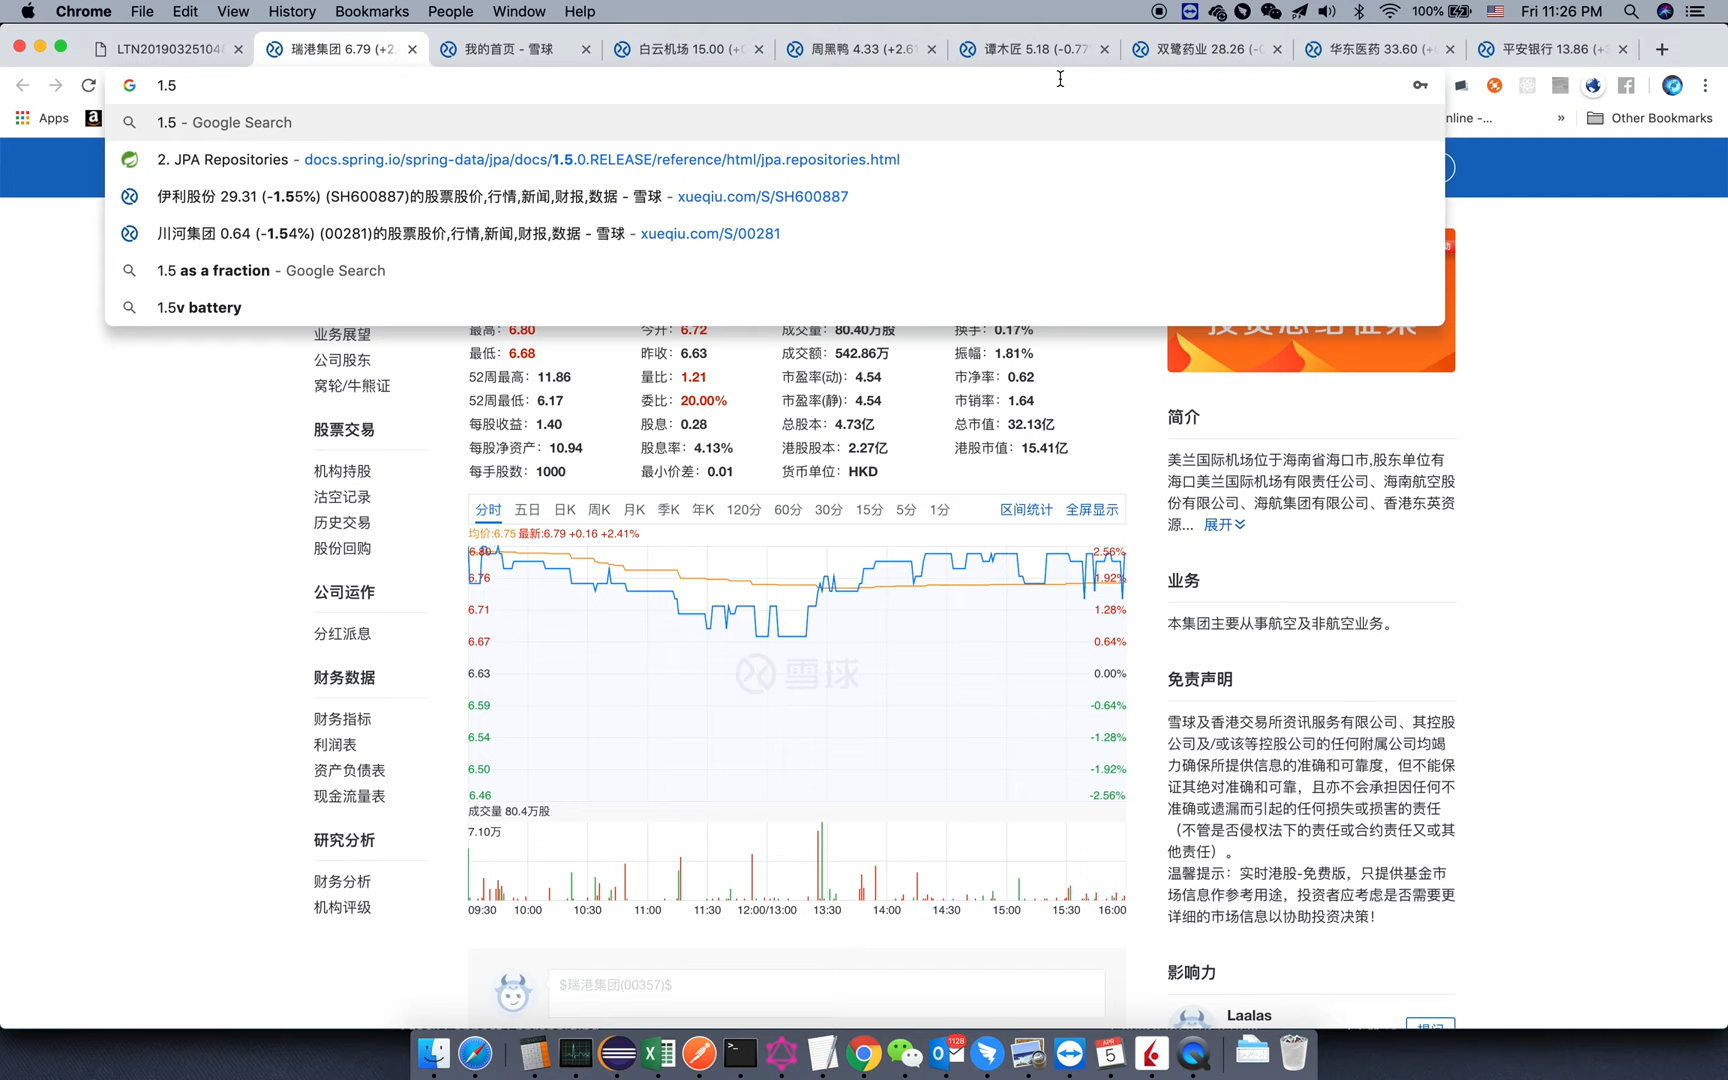 Chrome File Edit View History Bookmarks People Window Help 100% Fri 11:26 PM
LTN20190325104 瑞港集团 6.79 (+2. 我的首页 - 雪球 白云机场 15.00 (+0 周黑鸭 4.33 (+2.61 谭木匠 5.18 (-0.77 双鹭药业 28.26 (- 华东医药 33.60 (+ 平安银行 13.86 (+
1.5
Apps nline -... » Other Bookmarks
1.5 - Google Search
2. JPA Repositories - docs.spring.io/spring-data/jpa/docs/1.5.0.RELEASE/reference/html/jpa.repositories.html
伊利股份 29.31 (-1.55%) (SH600887)的股票股价,行情,新闻,财报,数据 - 雪球 - xueqiu.com/S/SH600887
川河集团 0.64 (-1.54%) (00281)的股票股价,行情,新闻,财报,数据 - 雪球 - xueqiu.com/S/00281
1.5 as a fraction - Google Search
1.5v battery
业务展望
公司股东
窝轮/牛熊证
股票交易
机构持股
沽空记录
历史交易
股份回购
公司运作
分红派息
财务数据
财务指标
利润表
资产负债表
现金流量表
研究分析
财务分析
机构评级
最高: 6.80 今开: 6.72 成交量: 80.40万股 换手: 0.17%
最低: 6.68 昨收: 6.63 成交额: 542.86万 振幅: 1.81%
52周最高: 11.86 量比: 1.21 市盈率(动): 4.54 市净率: 0.62
52周最低: 6.17 委比: 20.00% 市盈率(静): 4.54 市销率: 1.64
每股收益: 1.40 股息: 0.28 总股本: 4.73亿 总市值: 32.13亿
每股净资产: 10.94 股息率: 4.13% 港股股本: 2.27亿 港股市值: 15.41亿
每手股数: 1000 最小价差: 0.01 货币单位: HKD
分时 五日 日K 周K 月K 季K 年K 120分 60分 30分 15分 5分 1分 区间统计 全屏显示
均价:6.75 最新:6.79 +0.16 +2.41%
6.80 2.56%
6.76 1.92%
6.71 1.28%
6.67 0.64%
6.63 0.00%
雪球
6.59 -0.64%
6.54 -1.28%
6.50 -1.92%
6.46 -2.56%
成交量 80.4万股
7.10万
09:30 10:00 10:30 11:00 11:30 12:00/13:00 13:30 14:00 14:30 15:00 15:30 16:00
$瑞港集团(00357)$
简介
美兰国际机场位于海南省海口市,股东单位有
海口美兰国际机场有限责任公司、海南航空股
份有限公司、海航集团有限公司、香港东英资
源... 展开
业务
本集团主要从事航空及非航空业务。
免责声明
雪球及香港交易所资讯服务有限公司、其控股
公司及/或该等控股公司的任何附属公司均竭
力确保所提供信息的准确和可靠度，但不能保
证其绝对准确和可靠，且亦不会承担因任何不
准确或遗漏而引起的任何损失或损害的责任
（不管是否侵权法下的责任或合约责任又或其
他责任）。
温馨提示：实时港股-免费版，只提供基金市
场信息作参考用途，投资者应考虑是否需要更
详细的市场信息以协助投资决策！
影响力
Laalas
1128
APR
5